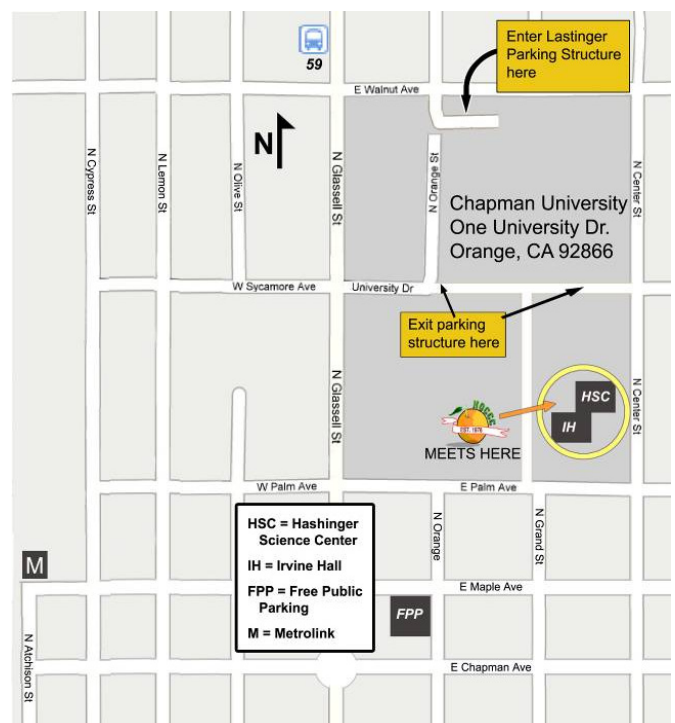 Enter Lastinger
Parking Structure
here
59
E Walnut Ave
N
N Cypress St
N Lemon St
N Olive St
N Glassell St
N Orange St
N Center St
Chapman University
One University Dr.
Orange, CA 92866
W Sycamore Ave
University Dr
Exit parking
structure here
N Glassell St
N Center St
HSC
IH
EST. 1976
MEETS HERE
W Palm Ave
E Palm Ave
HSC = Hashinger
Science Center
IH = Irvine Hall
FPP = Free Public
Parking
M = Metrolink
N Orange
N Grand St
M
E Maple Ave
FPP
N Atchison St
E Chapman Ave